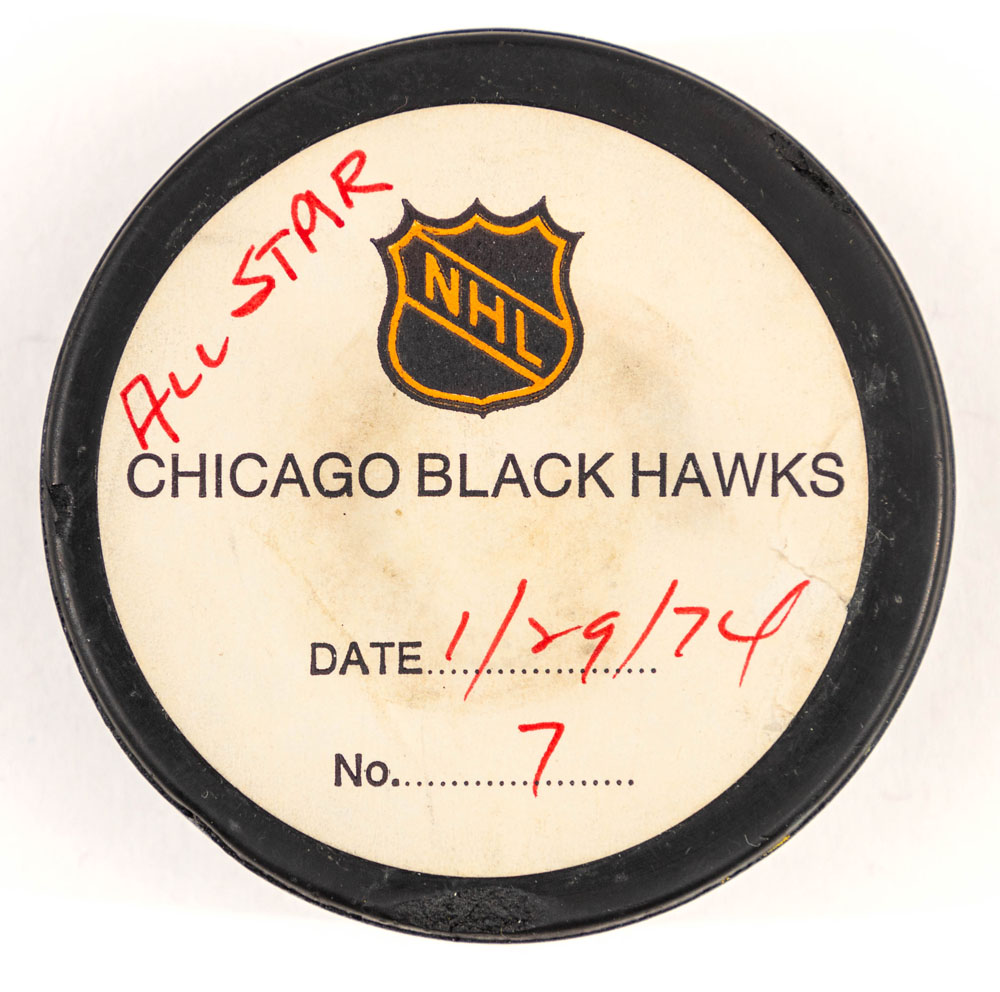 ALL STAR
NHL
CHICAGO BLACK HAWKS
DATE....1/29/74....
No.....7....